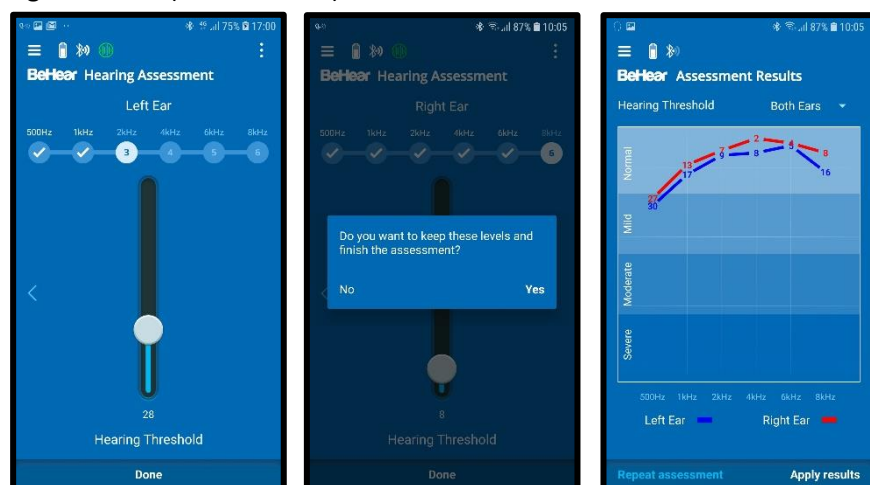 75% 17:00
BeHear Hearing Assessment
Left Ear
500Hz 1kHz 2kHz 4kHz 6kHz 8kHz
3 4 5 6
28
Hearing Threshold
Done
87% 10:05
BeHear Hearing Assessment
Right Ear
500Hz 1kHz 2kHz 4kHz 6kHz 8kHz
6
Do you want to keep these levels and
finish the assessment?
No Yes
8
Hearing Threshold
Done
87% 10:05
BeHear Assessment Results
Hearing Threshold Both Ears
Normal
Mild
Moderate
Severe
27 13 7 2 4 8
30 17 9 8 16
500Hz 1kHz 2kHz 4kHz 6kHz 8kHz
Left Ear Right Ear
Repeat assessment Apply results